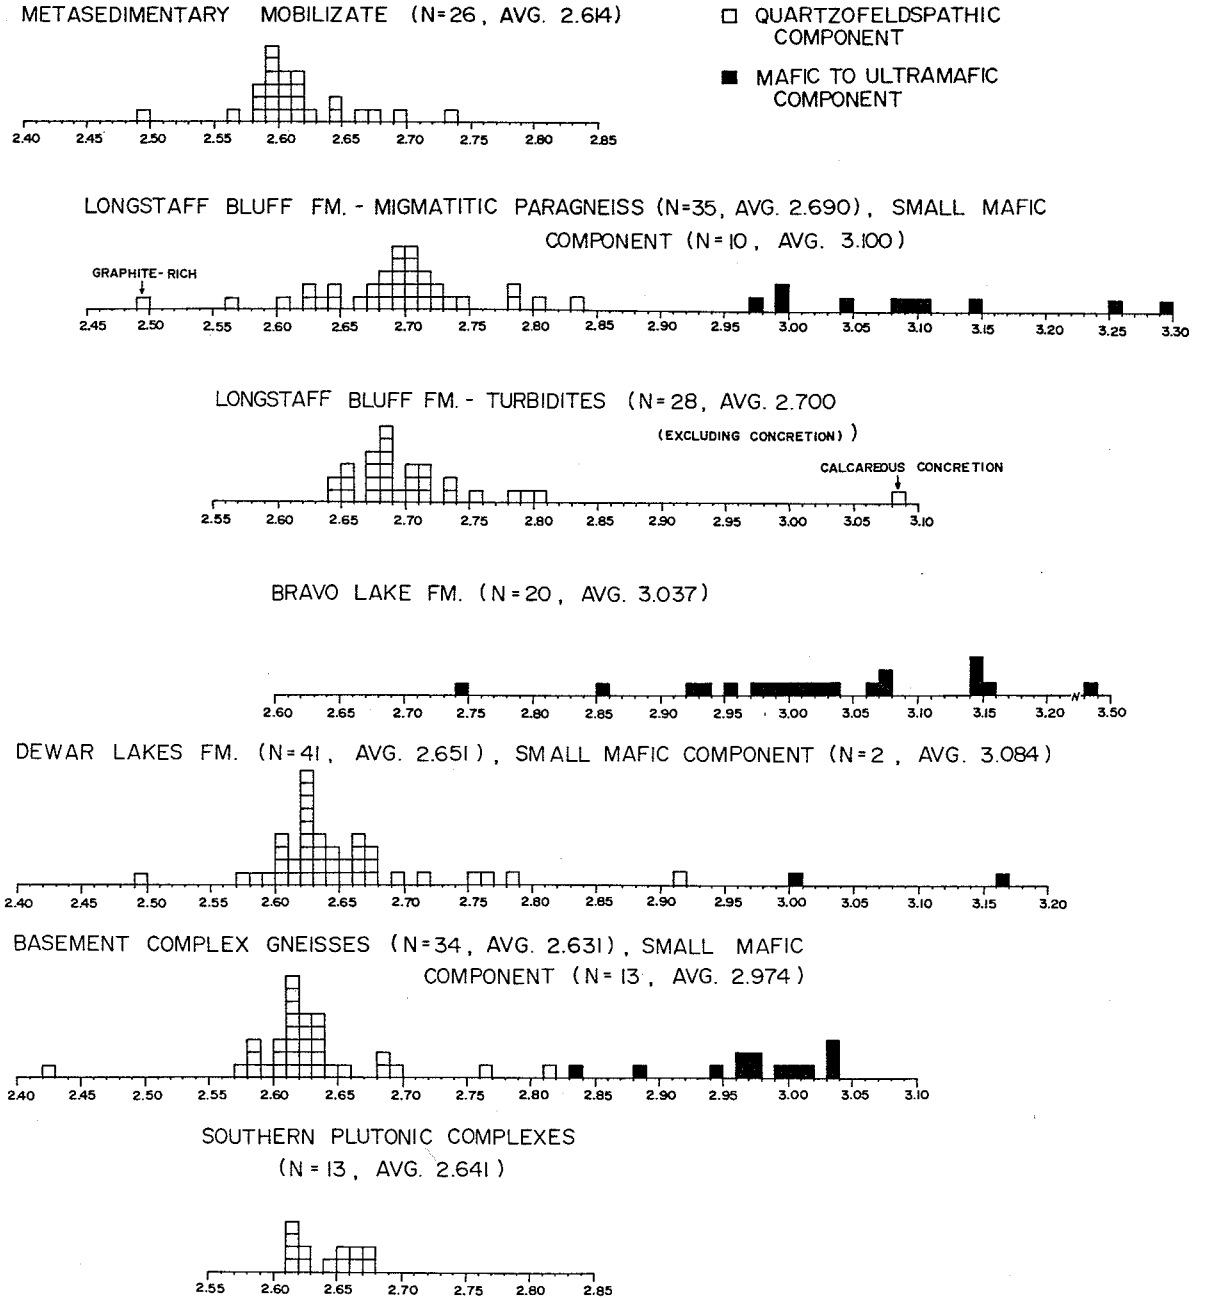 METASEDIMENTARY MOBILIZATE (N=26, AVG. 2.614)
QUARTZOFELDSPATHIC
COMPONENT
MAFIC TO ULTRAMAFIC
COMPONENT
2.40 2.45 2.50 2.55 2.60 2.65 2.70 2.75 2.80 2.85
LONGSTAFF BLUFF FM. - MIGMATITIC PARAGNEISS (N=35, AVG. 2.690), SMALL MAFIC
COMPONENT (N=10, AVG. 3.100)
GRAPHITE-RICH
2.45 2.50 2.55 2.60 2.65 2.70 2.75 2.80 2.85 2.90 2.95 3.00 3.05 3.10 3.15 3.20 3.25 3.30
LONGSTAFF BLUFF FM. - TURBIDITES (N=28, AVG. 2.700
(EXCLUDING CONCRETION))
CALCAREOUS CONCRETION
2.55 2.60 2.65 2.70 2.75 2.80 2.85 2.90 2.95 3.00 3.05 3.10
BRAVO LAKE FM. (N=20, AVG. 3.037)
2.60 2.65 2.70 2.75 2.80 2.85 2.90 2.95 3.00 3.05 3.10 3.15 3.20 3.50
DEWAR LAKES FM. (N=41, AVG. 2.651), SMALL MAFIC COMPONENT (N=2, AVG. 3.084)
2.40 2.45 2.50 2.55 2.60 2.65 2.70 2.75 2.80 2.85 2.90 2.95 3.00 3.05 3.10 3.15 3.20
BASEMENT COMPLEX GNEISSES (N=34, AVG. 2.631), SMALL MAFIC
COMPONENT (N=13, AVG. 2.974)
2.40 2.45 2.50 2.55 2.60 2.65 2.70 2.75 2.80 2.85 2.90 2.95 3.00 3.05 3.10
SOUTHERN PLUTONIC COMPLEXES
(N=13, AVG. 2.641)
2.55 2.60 2.65 2.70 2.75 2.80 2.85